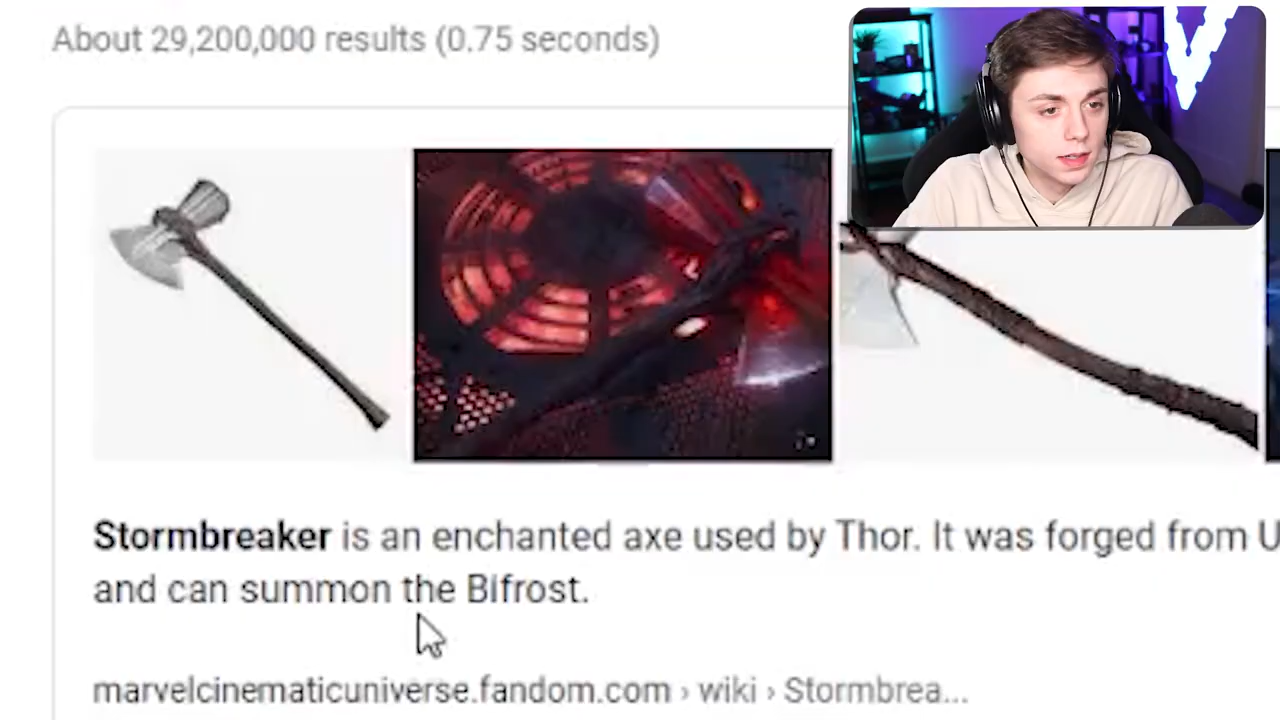 About 29,200,000 results (0.75 seconds)
Stormbreaker is an enchanted axe used by Thor. It was forged from U
and can summon the Bifrost.
marvelcinematicuniverse.fandom.com › wiki › Stormbrea...